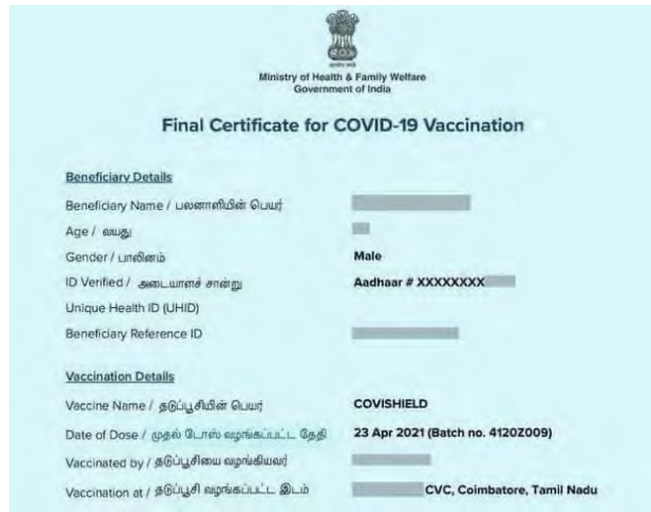 Ministry of Health & Family Welfare
Government of India
Final Certificate for COVID-19 Vaccination
Beneficiary Details
Beneficiary Name / பலனாளியின் பெயர்
Age / வயது
Gender / பாலினம் Male
ID Verified / அடையாளச் சான்று Aadhaar # XXXXXXXX
Unique Health ID (UHID)
Beneficiary Reference ID
Vaccination Details
Vaccine Name / தடுப்பூசியின் பெயர் COVISHIELD
Date of Dose / முதல் டோஸ் வழங்கப்பட்ட தேதி 23 Apr 2021 (Batch no. 4120Z009)
Vaccinated by / தடுப்பூசியை வழங்கியவர்
Vaccination at / தடுப்பூசி வழங்கப்பட்ட இடம் CVC, Coimbatore, Tamil Nadu